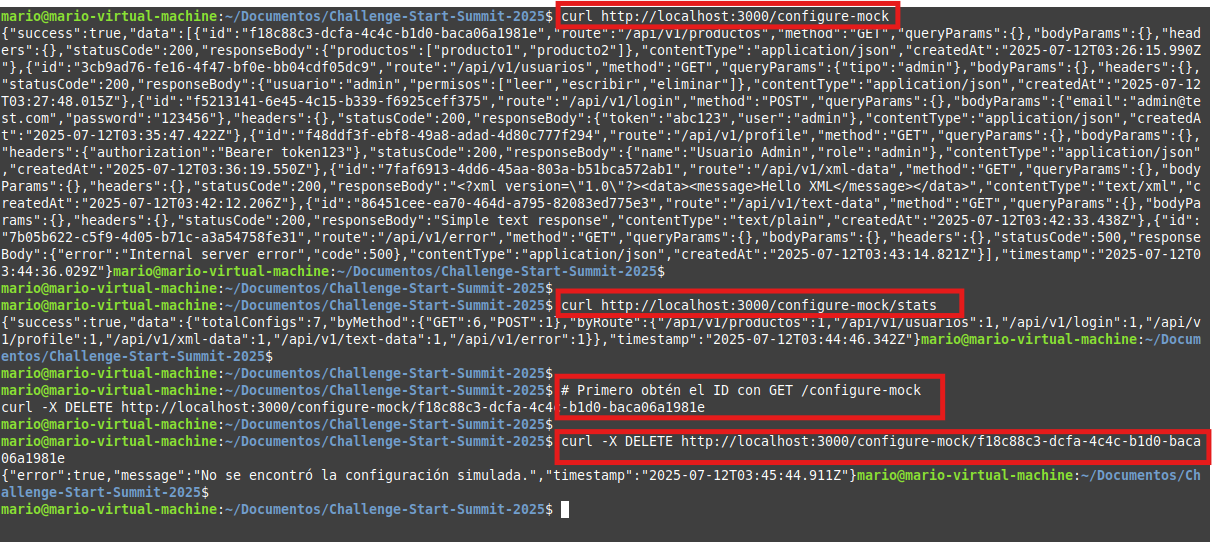 mario@mario-virtual-machine:~/Documentos/Challenge-Start-Summit-2025$ curl http://localhost:3000/configure-mock
{"success":true,"data":[{"id":"f18c88c3-dcfa-4c4c-b1d0-baca06a1981e","route":"/api/v1/productos","method":"GET","queryParams":{},"bodyParams":{},"head
ers":{},"statusCode":200,"responseBody":{"productos":["producto1","producto2"]},"contentType":"application/json","createdAt":"2025-07-12T03:26:15.990Z
"},{"id":"3cb9ad76-fe16-4f47-bf0e-bb04cdf05dc9","route":"/api/v1/usuarios","method":"GET","queryParams":{"tipo":"admin"},"bodyParams":{},"headers":{},
"statusCode":200,"responseBody":{"usuario":"admin","permisos":["leer","escribir","eliminar"]},"contentType":"application/json","createdAt":"2025-07-12
T03:27:48.015Z"},{"id":"f5213141-6e45-4c15-b339-f6925ceff375","route":"/api/v1/login","method":"POST","queryParams":{},"bodyParams":{"email":"admin@te
st.com","password":"123456"},"headers":{},"statusCode":200,"responseBody":{"token":"abc123","user":"admin"},"contentType":"application/json","createdA
t":"2025-07-12T03:35:47.422Z"},{"id":"f48ddf3f-ebf8-49a8-adad-4d80c777f294","route":"/api/v1/profile","method":"GET","queryParams":{},"bodyParams":{},
"headers":{"authorization":"Bearer token123"},"statusCode":200,"responseBody":{"name":"Usuario Admin","role":"admin"},"contentType":"application/json"
,"createdAt":"2025-07-12T03:36:19.550Z"},{"id":"7faf6913-4dd6-45aa-803a-b51bca572ab1","route":"/api/v1/xml-data","method":"GET","queryParams":{},"body
Params":{},"headers":{},"statusCode":200,"responseBody":"<?xml version=\"1.0\"?><data><message>Hello XML</message></data>","contentType":"text/xml","c
reatedAt":"2025-07-12T03:42:12.206Z"},{"id":"86451cee-ea70-464d-a795-82083ed775e3","route":"/api/v1/text-data","method":"GET","queryParams":{},"bodyPa
rams":{},"headers":{},"statusCode":200,"responseBody":"Simple text response","contentType":"text/plain","createdAt":"2025-07-12T03:42:33.438Z"},{"id":
"7b05b622-c5f9-4d05-b71c-a3a54758fe31","route":"/api/v1/error","method":"GET","queryParams":{},"bodyParams":{},"headers":{},"statusCode":500,"response
Body":{"error":"Internal server error","code":500},"contentType":"application/json","createdAt":"2025-07-12T03:43:14.821Z"}],"timestamp":"2025-07-12T0
3:44:36.029Z"}mario@mario-virtual-machine:~/Documentos/Challenge-Start-Summit-2025$
mario@mario-virtual-machine:~/Documentos/Challenge-Start-Summit-2025$
mario@mario-virtual-machine:~/Documentos/Challenge-Start-Summit-2025$ curl http://localhost:3000/configure-mock/stats
{"success":true,"data":{"totalConfigs":7,"byMethod":{"GET":6,"POST":1},"byRoute":{"/api/v1/productos":1,"/api/v1/usuarios":1,"/api/v1/login":1,"/api/v
1/profile":1,"/api/v1/xml-data":1,"/api/v1/text-data":1,"/api/v1/error":1}},"timestamp":"2025-07-12T03:44:46.342Z"}mario@mario-virtual-machine:~/Docum
entos/Challenge-Start-Summit-2025$
mario@mario-virtual-machine:~/Documentos/Challenge-Start-Summit-2025$
mario@mario-virtual-machine:~/Documentos/Challenge-Start-Summit-2025$ # Primero obtén el ID con GET /configure-mock
curl -X DELETE http://localhost:3000/configure-mock/f18c88c3-dcfa-4c4c-b1d0-baca06a1981e
mario@mario-virtual-machine:~/Documentos/Challenge-Start-Summit-2025$
mario@mario-virtual-machine:~/Documentos/Challenge-Start-Summit-2025$ curl -X DELETE http://localhost:3000/configure-mock/f18c88c3-dcfa-4c4c-b1d0-baca
06a1981e
{"error":true,"message":"No se encontró la configuración simulada.","timestamp":"2025-07-12T03:45:44.911Z"}mario@mario-virtual-machine:~/Documentos/Ch
allenge-Start-Summit-2025$
mario@mario-virtual-machine:~/Documentos/Challenge-Start-Summit-2025$